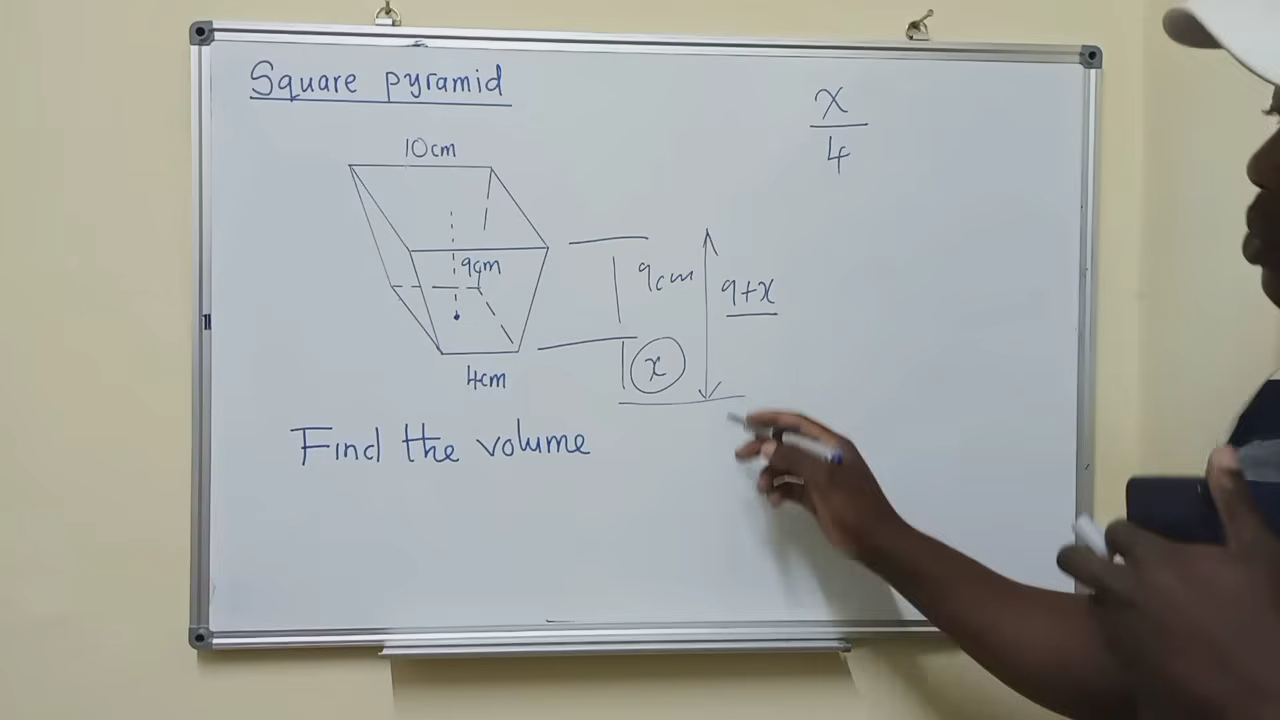 Square pyramid
x
4
10cm
9cm
9cm
9+x
x
4cm
Find the volume